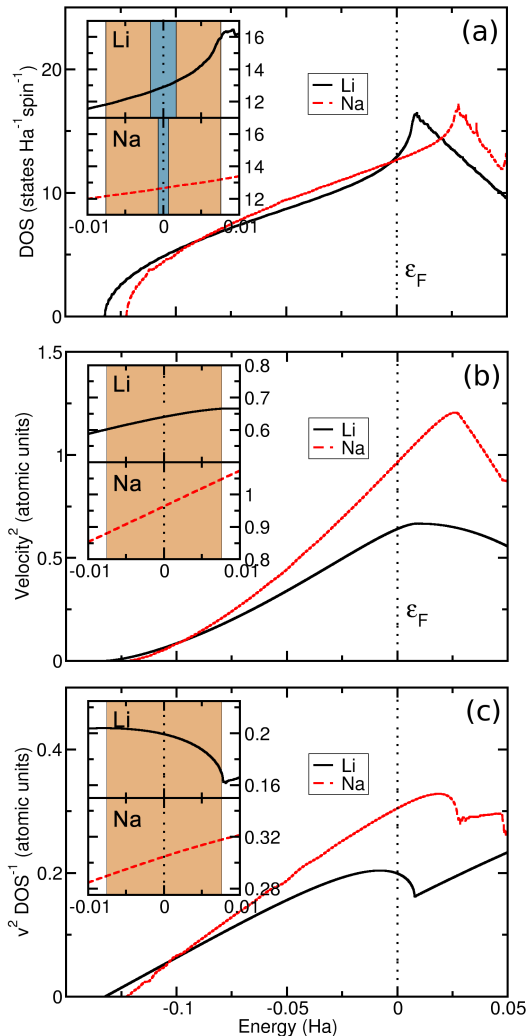 (a)
Li
16
14
12
Na
16
14
12
-0.01
0
0.01
Li
Na
εF
20
10
0
DOS (states Ha⁻¹ spin⁻¹)
(b)
Li
0.8
0.7
0.6
Na
1
0.9
0.8
-0.01
0
0.01
Li
Na
εF
1.5
1
0.5
0
Velocity² (atomic units)
(c)
Li
0.2
0.16
Na
0.32
0.28
-0.01
0
0.01
Li
Na
0.4
0.2
0
v² DOS⁻¹ (atomic units)
-0.1
-0.05
0
0.05
Energy (Ha)